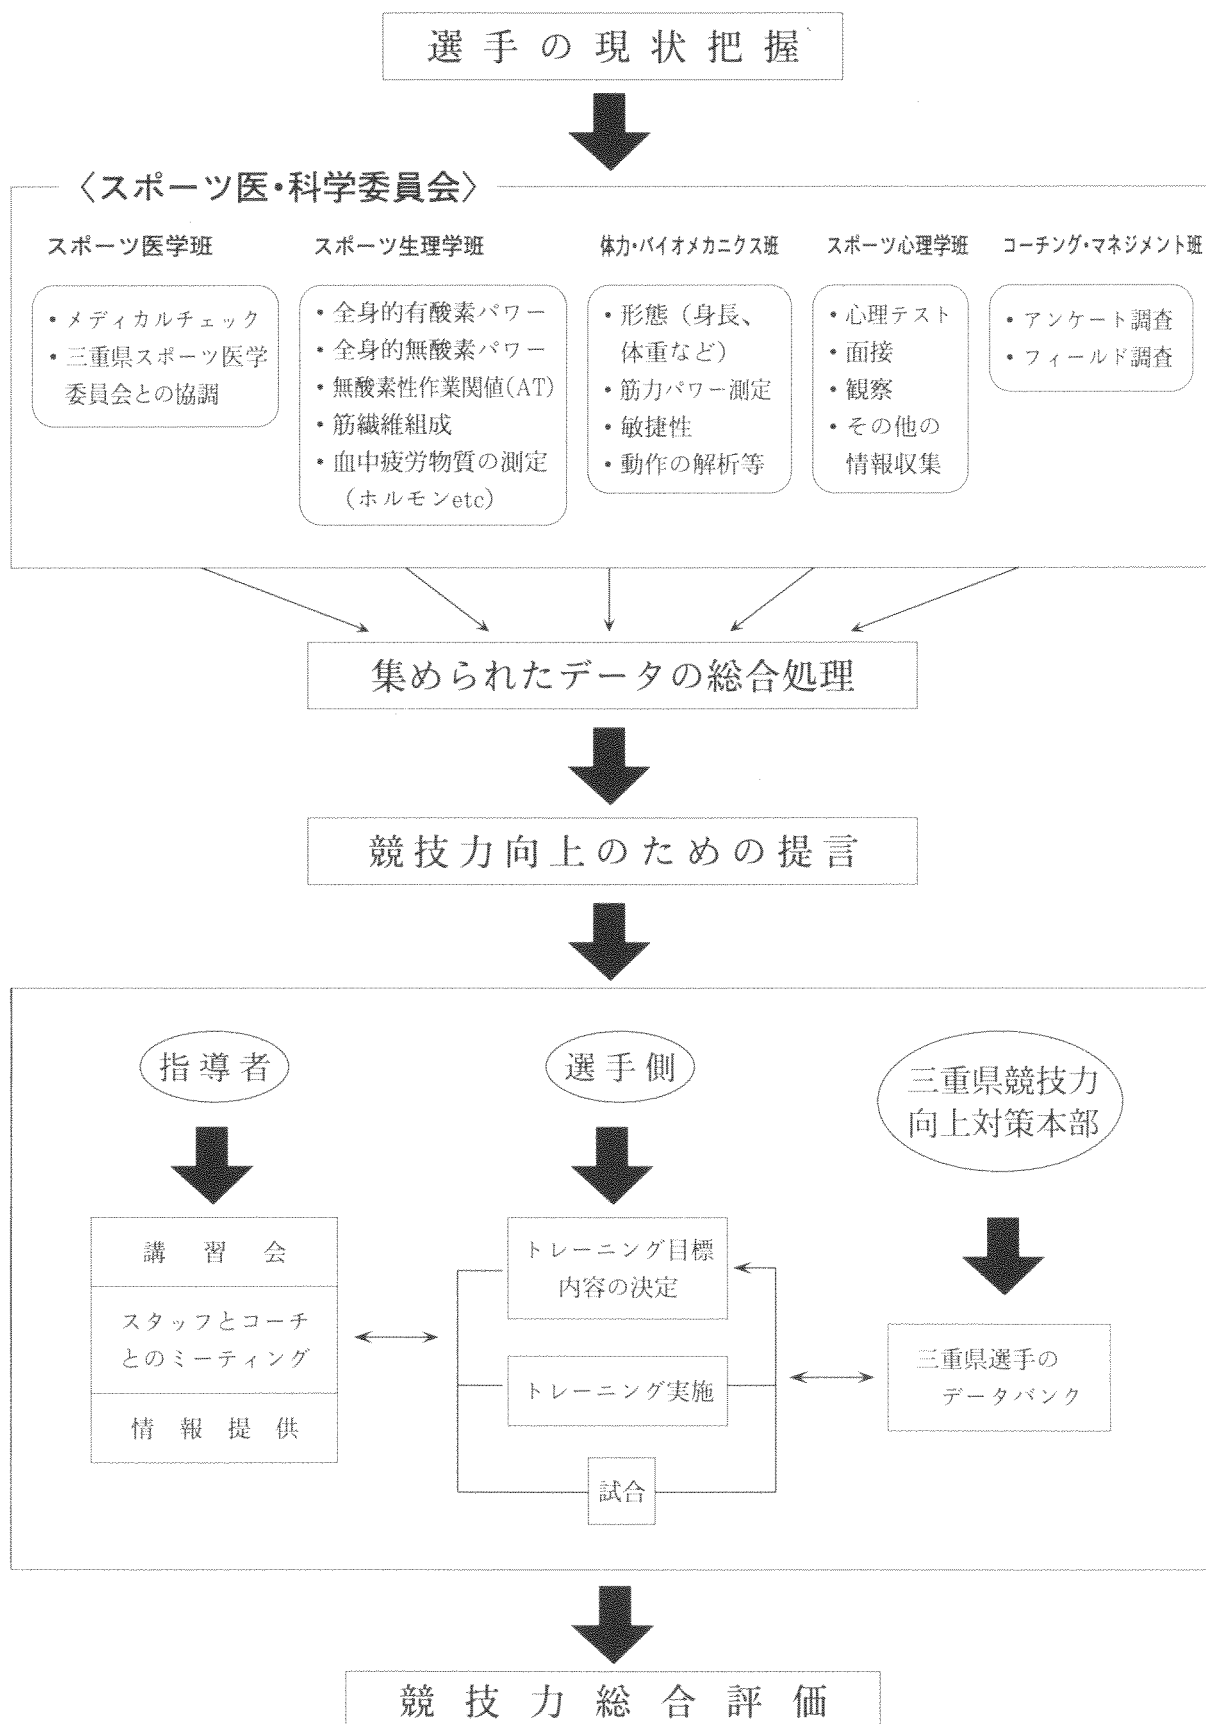 選手の現状把握
〈スポーツ医・科学委員会〉
スポーツ医学班
・メディカルチェック
・三重県スポーツ医学
委員会との協調
スポーツ生理学班
・全身的有酸素パワー
・全身的無酸素パワー
・無酸素性作業関値(AT)
・筋繊維組成
・血中疲労物質の測定
(ホルモンetc)
体力・バイオメカニクス班
・形態(身長、
体重など)
・筋力パワー測定
・敏捷性
・動作の解析等
スポーツ心理学班
・心理テスト
・面接
・観察
・その他の
情報収集
コーチング・マネジメント班
・アンケート調査
・フィールド調査
集められたデータの総合処理
競技力向上のための提言
指導者
講習会
スタッフとコーチ
とのミーティング
情報提供
選手側
トレーニング目標
内容の決定
トレーニング実施
試合
三重県競技力
向上対策本部
三重県選手の
データバンク
競技力総合評価